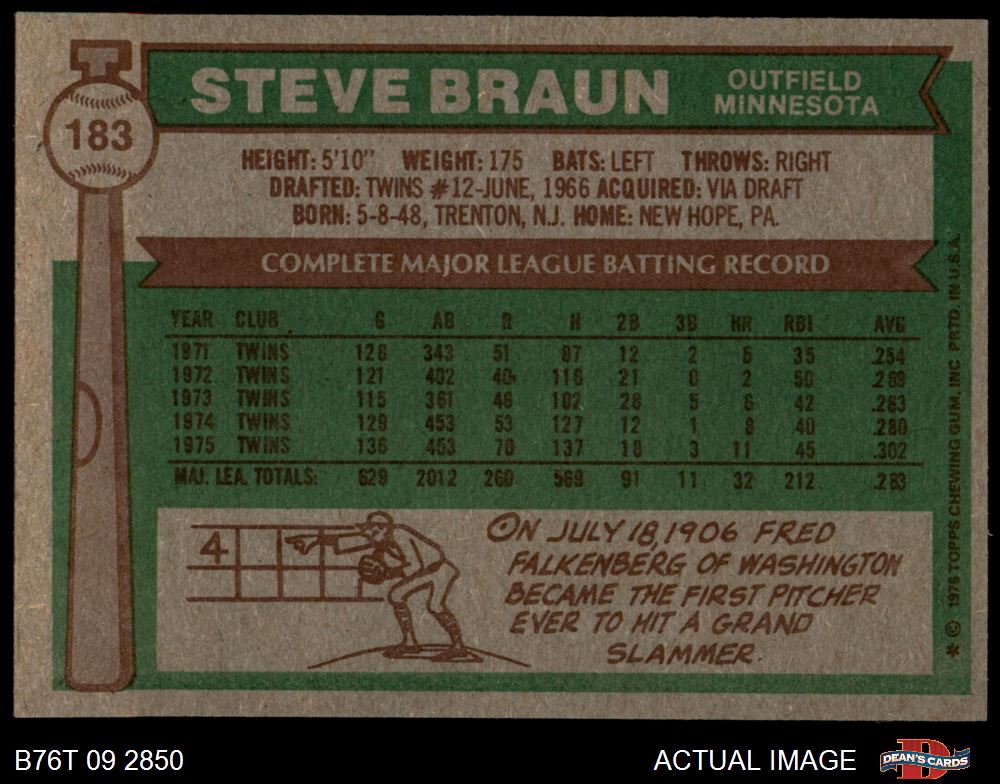 STEVE BRAUN
OUTFIELD
MINNESOTA
183
HEIGHT: 5'10" WEIGHT: 175 BATS: LEFT THROWS: RIGHT
DRAFTED: TWINS #12-JUNE, 1966 ACQUIRED: VIA DRAFT
BORN: 5-8-48, TRENTON, N.J. HOME: NEW HOPE, PA.
COMPLETE MAJOR LEAGUE BATTING RECORD
YEAR CLUB G AB R H 2B 3B HR RBI AVG
1971 TWINS 128 343 51 87 12 2 5 35 .254
1972 TWINS 121 402 40 116 21 0 2 50 .289
1973 TWINS 115 361 46 102 28 5 6 42 .283
1974 TWINS 129 453 53 127 12 1 8 40 .280
1975 TWINS 136 453 70 137 18 3 11 45 .302
MAJ. LEA. TOTALS: 629 2012 260 569 91 11 32 212 .283
4
ON JULY 18, 1906 FRED
FALKENBERG OF WASHINGTON
BECAME THE FIRST PITCHER
EVER TO HIT A GRAND
SLAMMER.
* © 1976 TOPPS CHEWING GUM, INC PRTD. IN U.S.A.
B76T 09 2850
ACTUAL IMAGE
DEAN'S CARDS